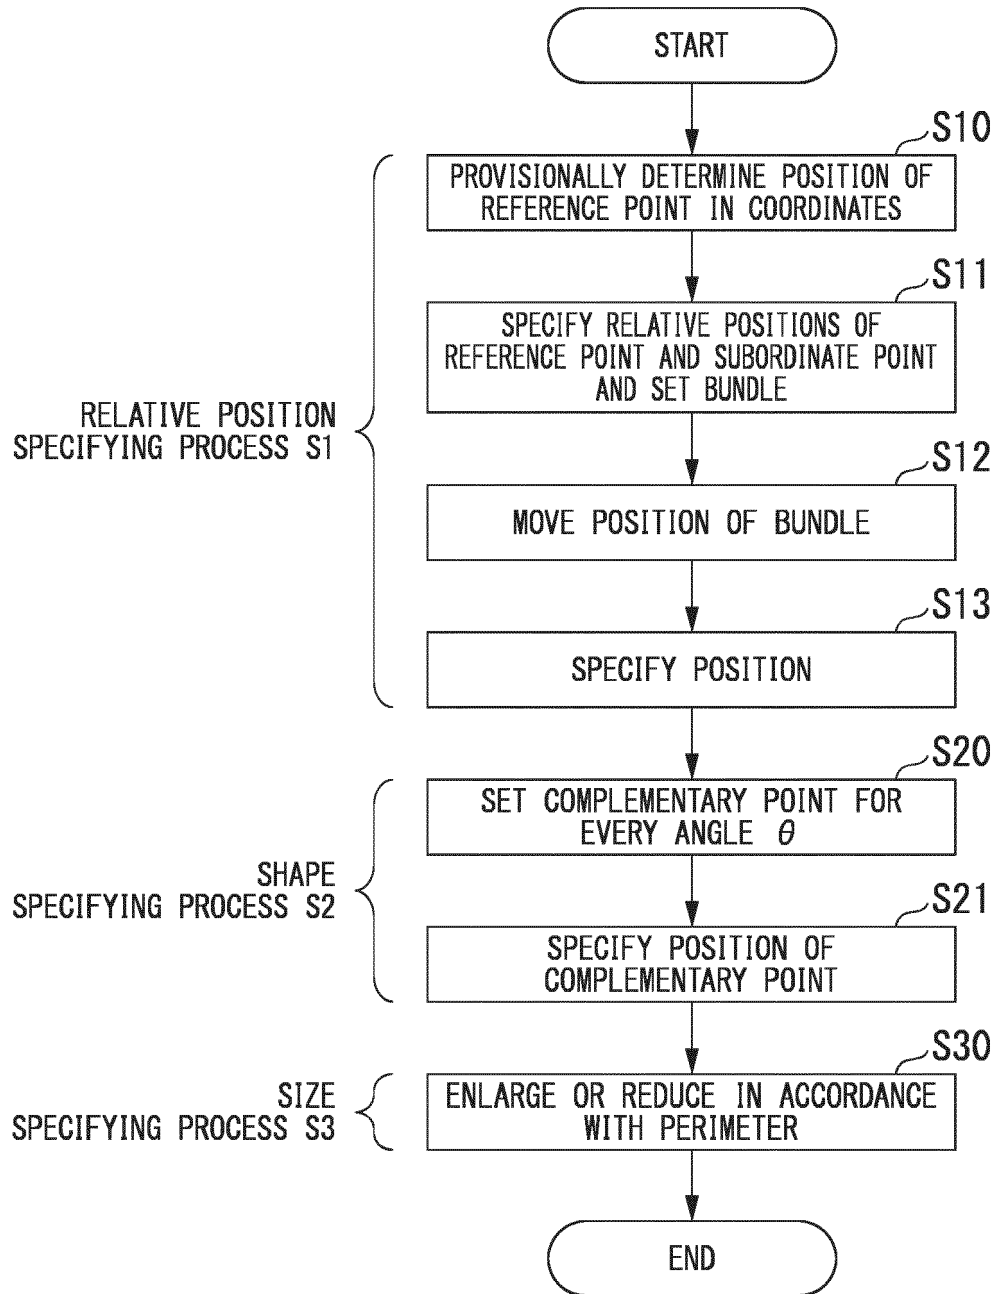 START
S10
PROVISIONALLY DETERMINE POSITION OF
REFERENCE POINT IN COORDINATES
S11
SPECIFY RELATIVE POSITIONS OF
REFERENCE POINT AND SUBORDINATE POINT
AND SET BUNDLE
RELATIVE POSITION
SPECIFYING PROCESS S1
S12
MOVE POSITION OF BUNDLE
S13
SPECIFY POSITION
S20
SET COMPLEMENTARY POINT FOR
EVERY ANGLE θ
SHAPE
SPECIFYING PROCESS S2
S21
SPECIFY POSITION OF
COMPLEMENTARY POINT
S30
ENLARGE OR REDUCE IN ACCORDANCE
WITH PERIMETER
SIZE
SPECIFYING PROCESS S3
END